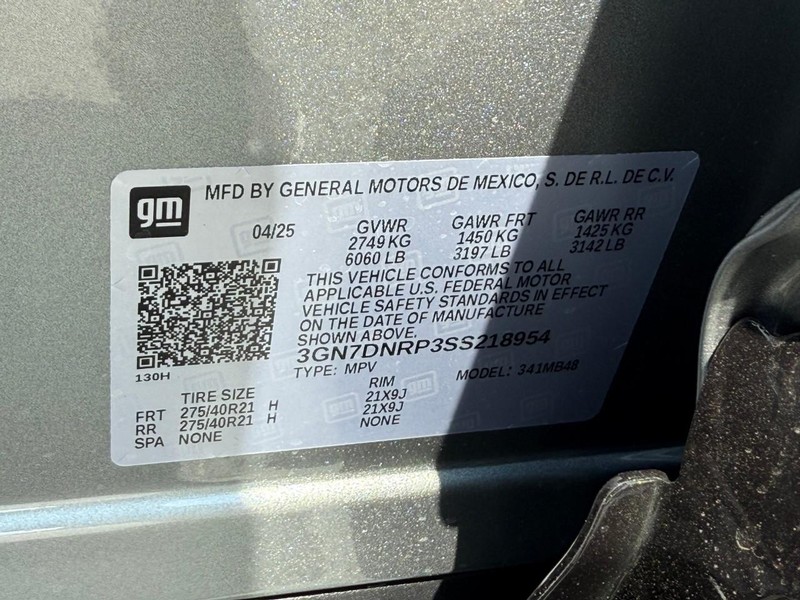 gm
MFD BY GENERAL MOTORS DE MEXICO, S. DE R.L. DE C.V.
04/25 GVWR GAWR FRT GAWR RR
2749 KG 1450 KG 1425 KG
6060 LB 3197 LB 3142 LB
THIS VEHICLE CONFORMS TO ALL
APPLICABLE U.S. FEDERAL MOTOR
VEHICLE SAFETY STANDARDS IN EFFECT
ON THE DATE OF MANUFACTURE
SHOWN ABOVE.
3GN7DNRP3SS218954
130H
TYPE: MPV MODEL: 341MB48
TIRE SIZE RIM
FRT 275/40R21 H 21X9J
RR 275/40R21 H 21X9J
SPA NONE NONE